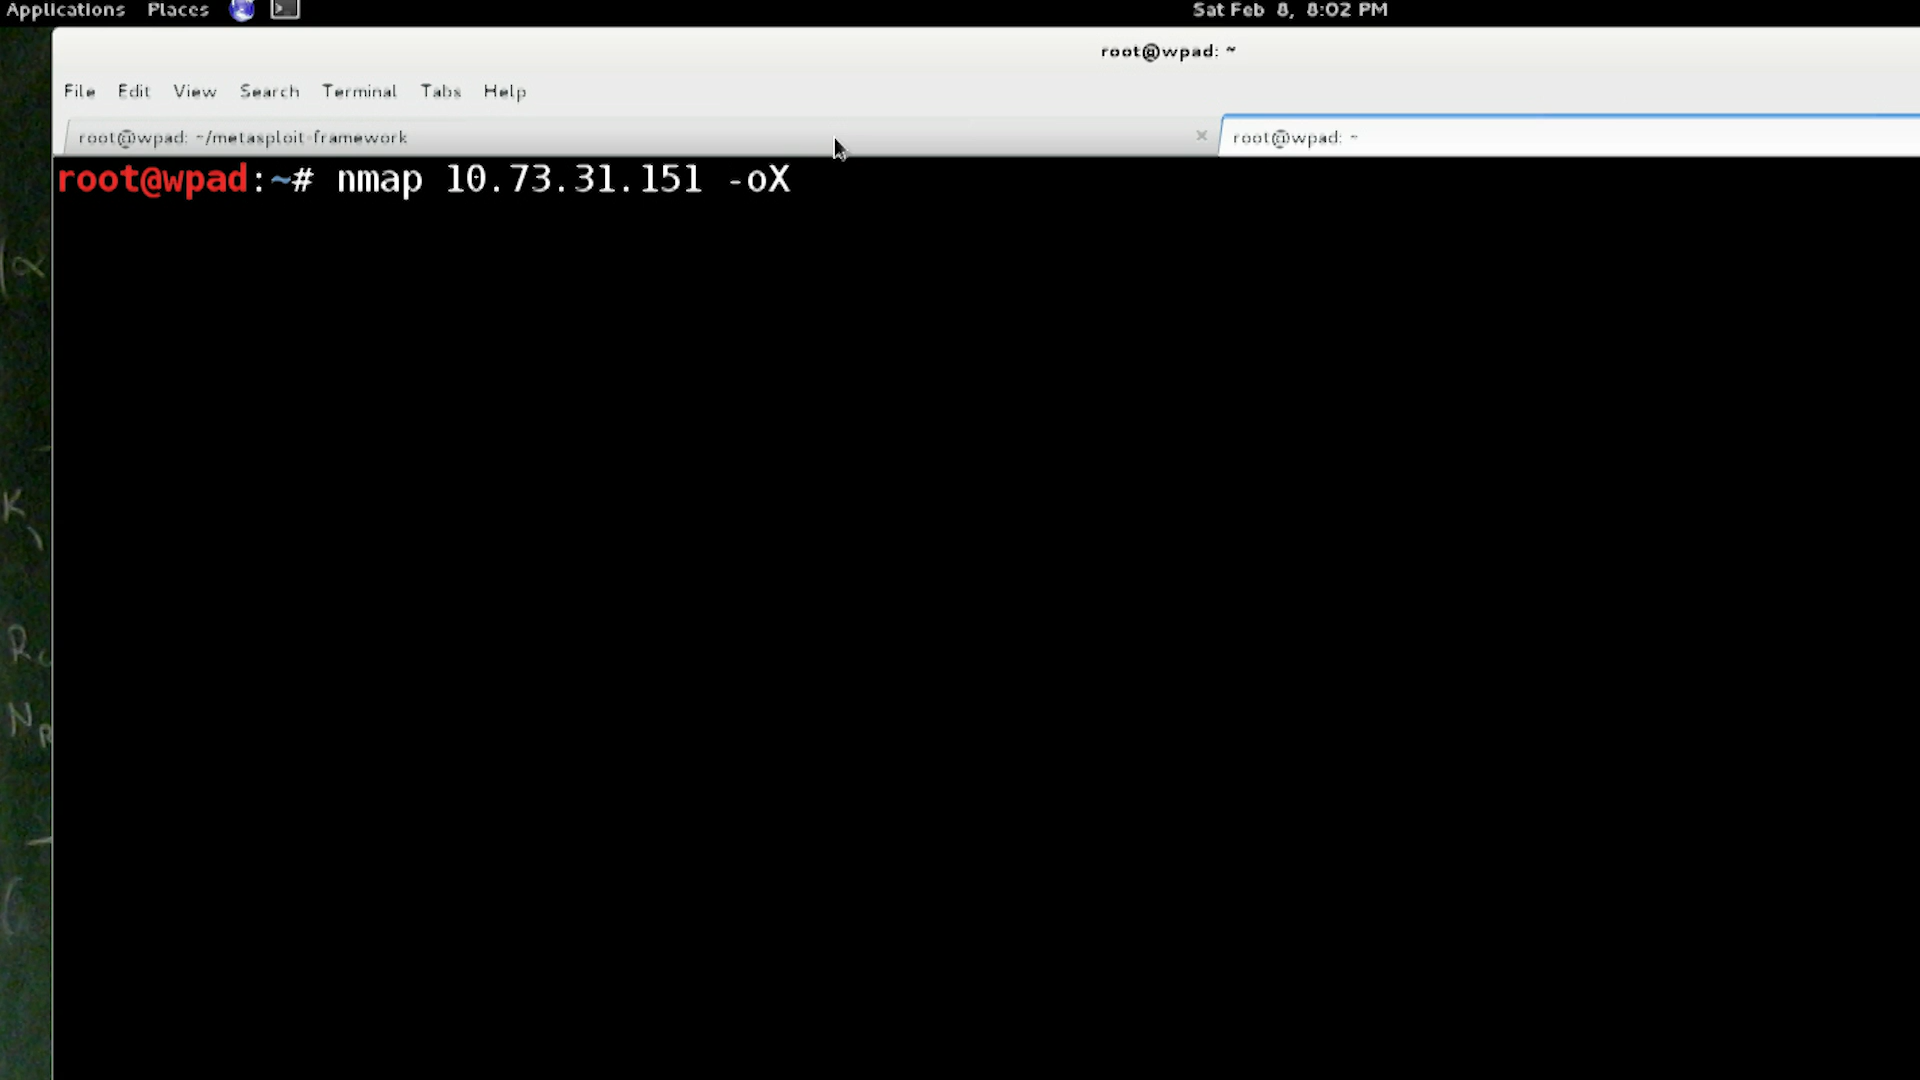 Applications Places Sat Feb 8, 8:02 PM
root@wpad: ~
File Edit View Search Terminal Tabs Help
root@wpad: ~/metasploit-framework × root@wpad: ~
root@wpad:~# nmap 10.73.31.151 -oX
K,
R
N